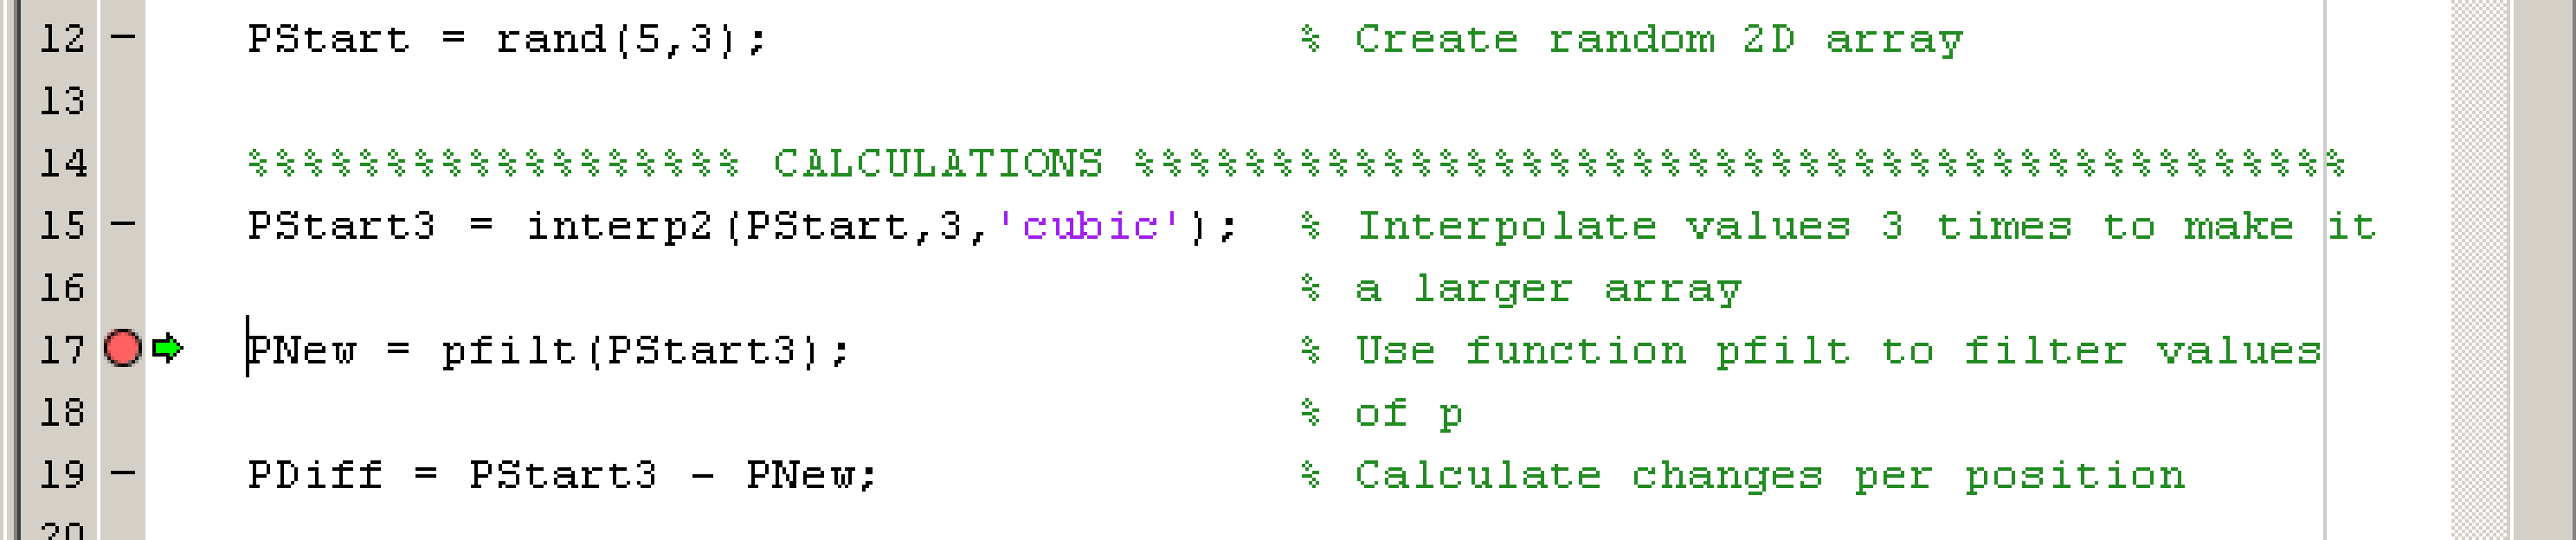 12 – PStart = rand(5,3); % Create random 2D array
13
14 %%%%%%%%%%%%%%%%%% CALCULATIONS %%%%%%%%%%%%%%%%%%%%%%%%%%%%%%%%%%%%%%%%%%%%
15 – PStart3 = interp2(PStart,3,'cubic'); % Interpolate values 3 times to make it
16 % a larger array
17 PNew = pfilt(PStart3); % Use function pfilt to filter values
18 % of p
19 – PDiff = PStart3 - PNew; % Calculate changes per position
20